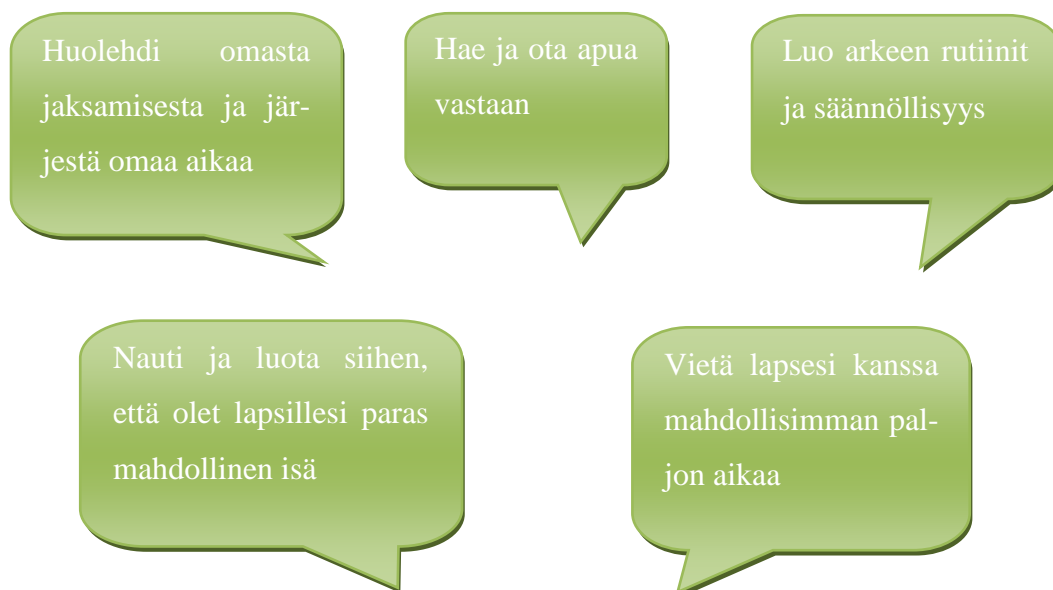 Huolehdi omasta
jaksamisesta ja jär-
jestä omaa aikaa
Hae ja ota apua
vastaan
Luo arkeen rutiinit
ja säännöllisyys
Nauti ja luota siihen,
että olet lapsillesi paras
mahdollinen isä
Vietä lapsesi kanssa
mahdollisimman pal-
jon aikaa